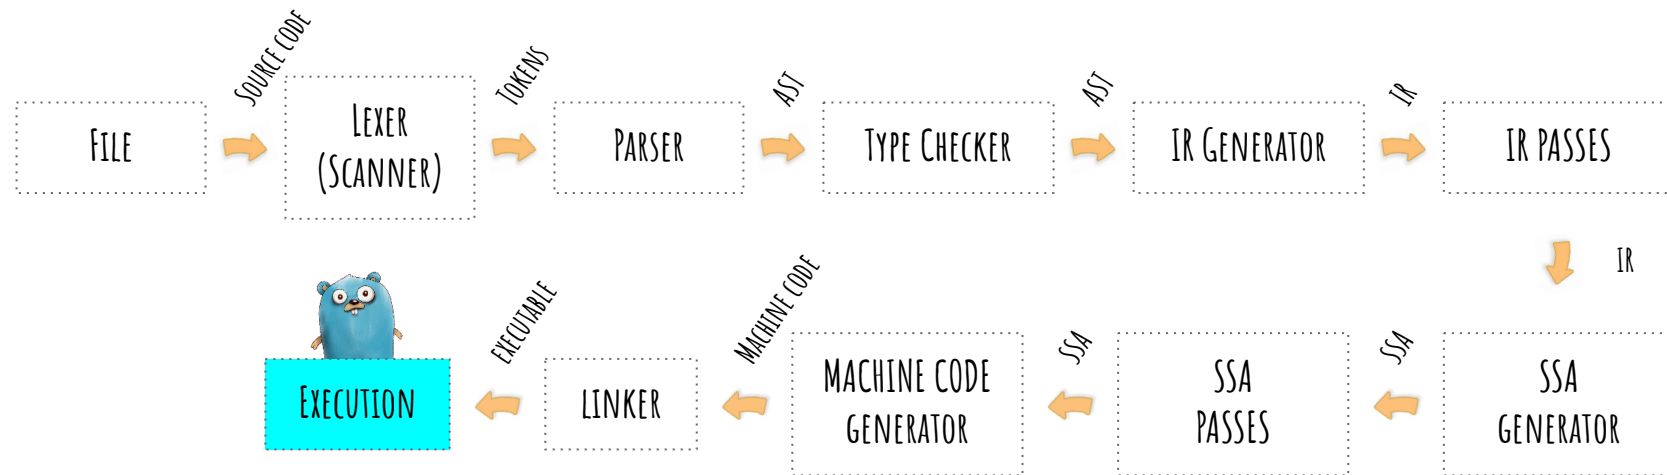 Source code
Tokens
AST
AST
IR
File
Lexer
(Scanner)
Parser
Type Checker
IR Generator
IR passes
IR
executable
Machine code
SSA
SSA
Execution
linker
machine code
generator
SSA
passes
SSA
generator